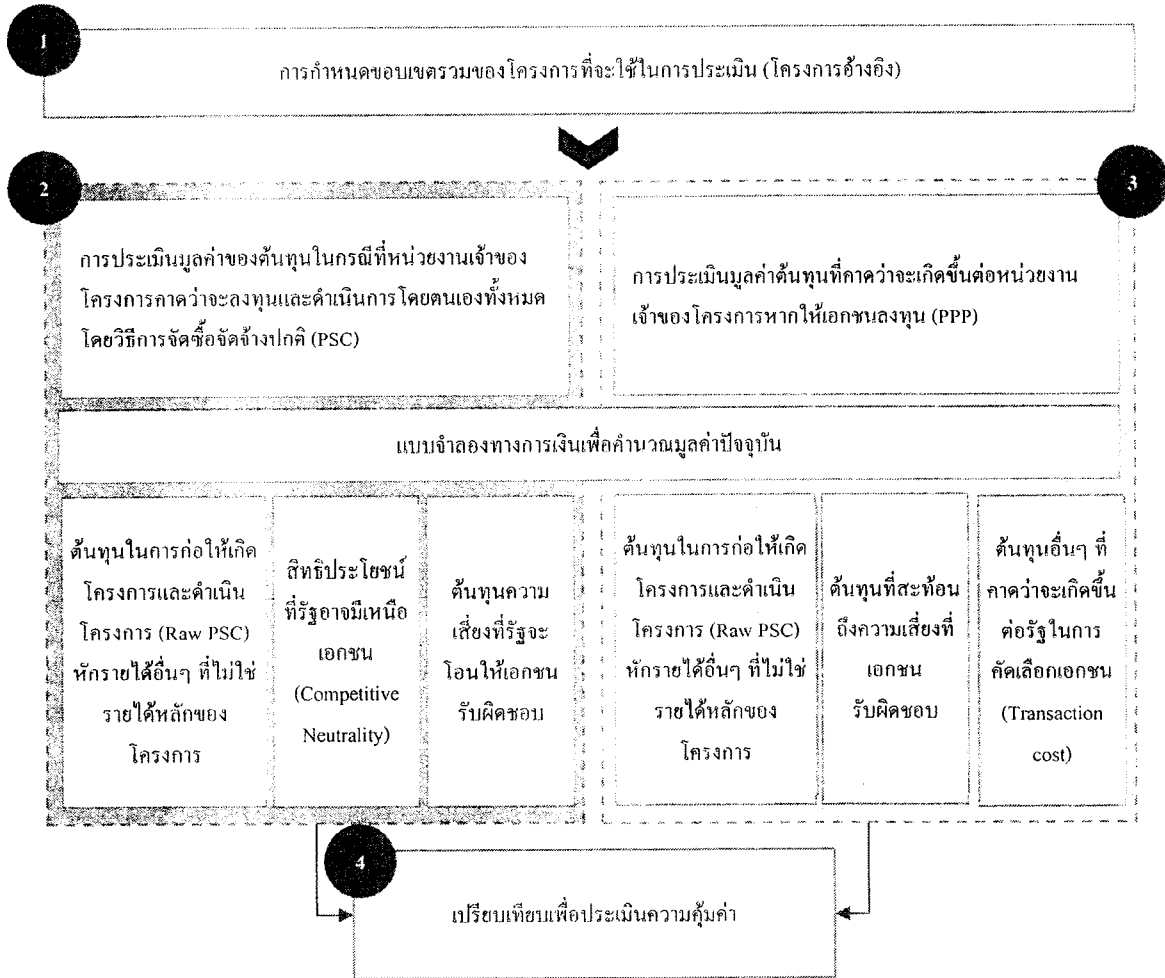 1
การกำหนดขอบเขตรวมของโครงการที่จะใช้ในการประเมิน (โครงการอ้างอิง)
2
การประเมินมูลค่าของต้นทุนในกรณีที่หน่วยงานเจ้าของ
โครงการคาดว่าจะลงทุนและดำเนินการโดยตนเองทั้งหมด
โดยวิธีการจัดซื้อจัดจ้างปกติ (PSC)
3
การประเมินมูลค่าต้นทุนที่คาดว่าจะเกิดขึ้นต่อหน่วยงาน
เจ้าของโครงการหากให้เอกชนลงทุน (PPP)
แบบจำลองทางการเงินเพื่อคำนวณมูลค่าปัจจุบัน
ต้นทุนในการก่อให้เกิด
โครงการและดำเนิน
โครงการ (Raw PSC)
หักรายได้อื่นๆ ที่ไม่ใช่
รายได้หลักของ
โครงการ
สิทธิประโยชน์
ที่รัฐอาจมีเหนือ
เอกชน
(Competitive
Neutrality)
ต้นทุนความ
เสี่ยงที่รัฐจะ
โอนให้เอกชน
รับผิดชอบ
ต้นทุนในการก่อให้เกิด
โครงการและดำเนิน
โครงการ (Raw PSC)
หักรายได้อื่นๆ ที่ไม่ใช่
รายได้หลักของ
โครงการ
ต้นทุนที่สะท้อน
ถึงความเสี่ยงที่
เอกชน
รับผิดชอบ
ต้นทุนอื่นๆ ที่
คาดว่าจะเกิดขึ้น
ต่อรัฐในการ
คัดเลือกเอกชน
(Transaction
cost)
4
เปรียบเทียบเพื่อประเมินความคุ้มค่า